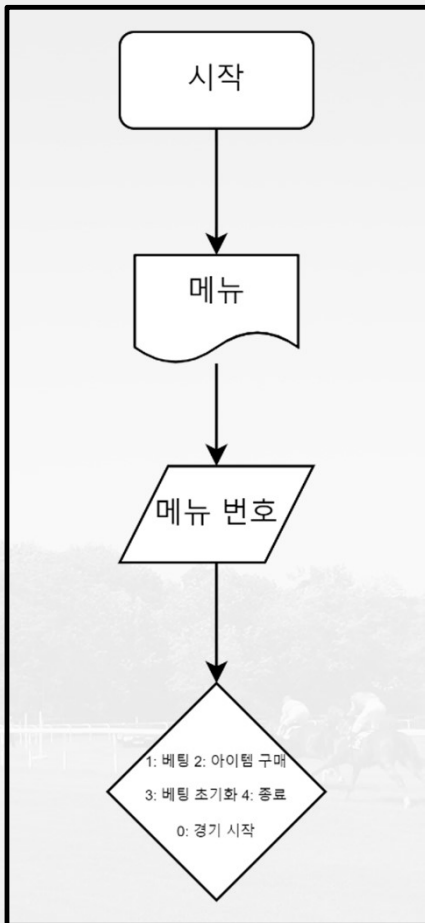 시작
메뉴
메뉴 번호
1: 베팅 2: 아이템 구매
3: 베팅 초기화 4: 종료
0: 경기 시작